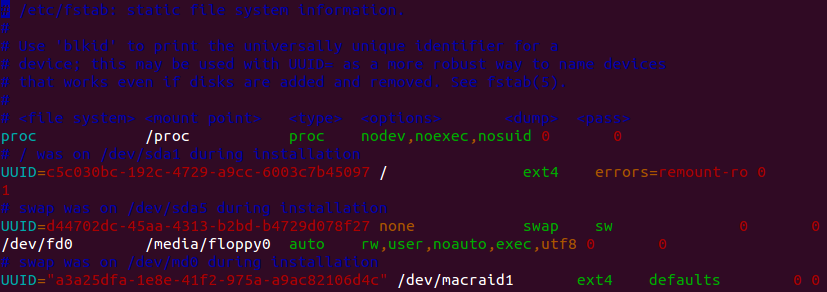 # /etc/fstab: static file system information.
#
# Use 'blkid' to print the universally unique identifier for a
# device; this may be used with UUID= as a more robust way to name devices
# that works even if disks are added and removed. See fstab(5).
#
# <file system> <mount point>   <type>  <options>       <dump>  <pass>
proc            /proc           proc    nodev,noexec,nosuid 0       0
# / was on /dev/sda1 during installation
UUID=c5c030bc-192c-4729-a9cc-6003c7b45097 /               ext4    errors=remount-ro 0
1
# swap was on /dev/sda5 during installation
UUID=d44702dc-45aa-4313-b2bd-b4729d078f27 none            swap    sw              0       0
/dev/fd0        /media/floppy0  auto    rw,user,noauto,exec,utf8 0       0
# swap was on /dev/md0 during installation
UUID="a3a25dfa-1e8e-41f2-975a-a9ac82106d4c" /dev/macraid1       ext4    defaults        0 0